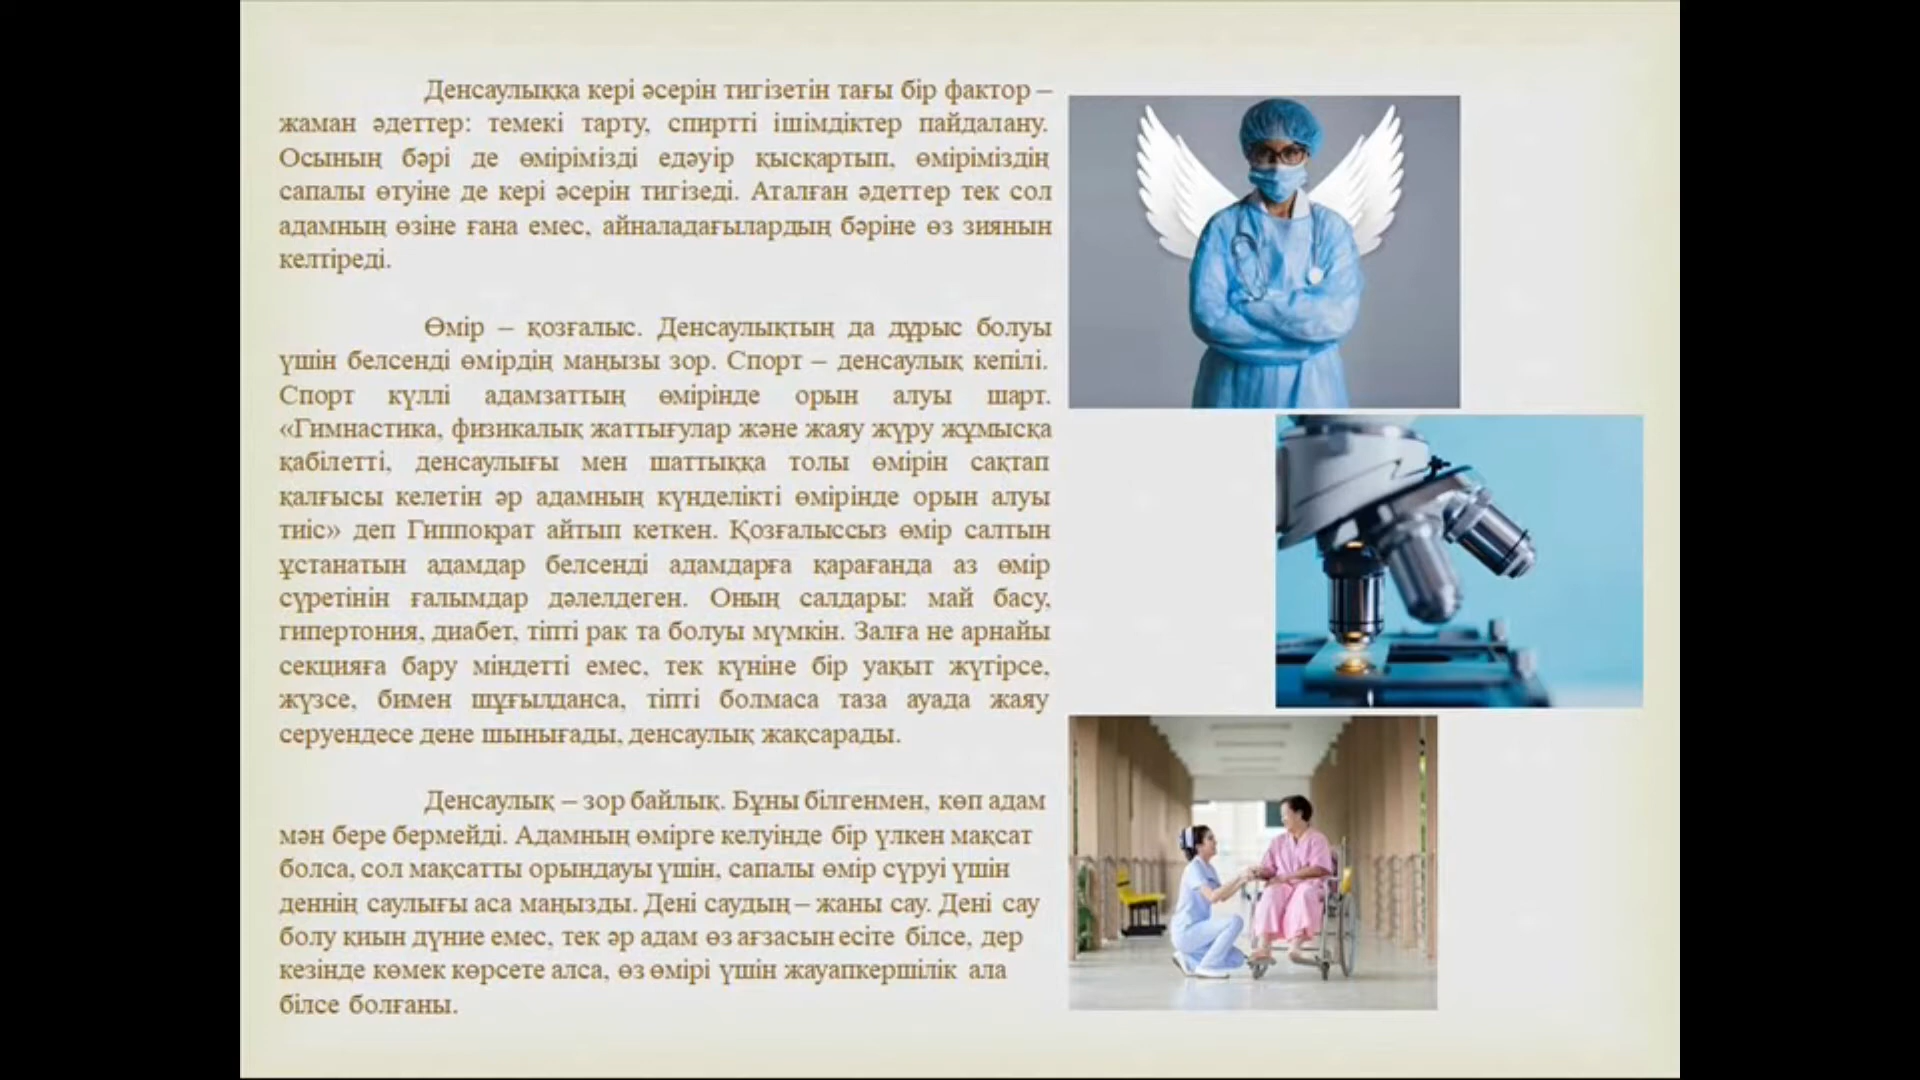 Денсаулыққа кері әсерін тигізетін тағы бір фактор –
жаман әдеттер: темекі тарту, спиртті ішімдіктер пайдалану.
Осының бәрі де өмірімізді едәуір қысқартып, өміріміздің
сапалы өтуіне де кері әсерін тигізеді. Аталған әдеттер тек сол
адамның өзіне ғана емес, айналадағылардың бәріне өз зиянын
келтіреді.
Өмір – қозғалыс. Денсаулықтың да дұрыс болуы
үшін белсенді өмірдің маңызы зор. Спорт – денсаулық кепілі.
Спорт күллі адамзаттың өмірінде орын алуы шарт.
«Гимнастика, физикалық жаттығулар және жаяу жүру жұмысқа
қабілетті, денсаулығы мен шаттыққа толы өмірін сақтап
қалғысы келетін әр адамның күнделікті өмірінде орын алуы
тиіс» деп Гиппократ айтып кеткен. Қозғалыссыз өмір салтын
ұстанатын адамдар белсенді адамдарға қарағанда аз өмір
сүретінін ғалымдар дәлелдеген. Оның салдары: май басу,
гипертония, диабет, тіпті рак та болуы мүмкін. Залға не арнайы
секцияға бару міндетті емес, тек күніне бір уақыт жүгірсе,
жүзсе, бимен шұғылданса, тіпті болмаса таза ауада жаяу
серуендесе дене шынығады, денсаулық жақсарады.
Денсаулық – зор байлық. Бұны білгенмен, көп адам
мән бере бермейді. Адамның өмірге келуінде бір үлкен мақсат
болса, сол мақсатты орындауы үшін, сапалы өмір сүруі үшін
деннің саулығы аса маңызды. Дені саудың – жаны сау. Дені сау
болу қиын дүние емес, тек әр адам өз ағзасын есіте білсе, дер
кезінде көмек көрсете алса, өз өмірі үшін жауапкершілік ала
білсе болғаны.